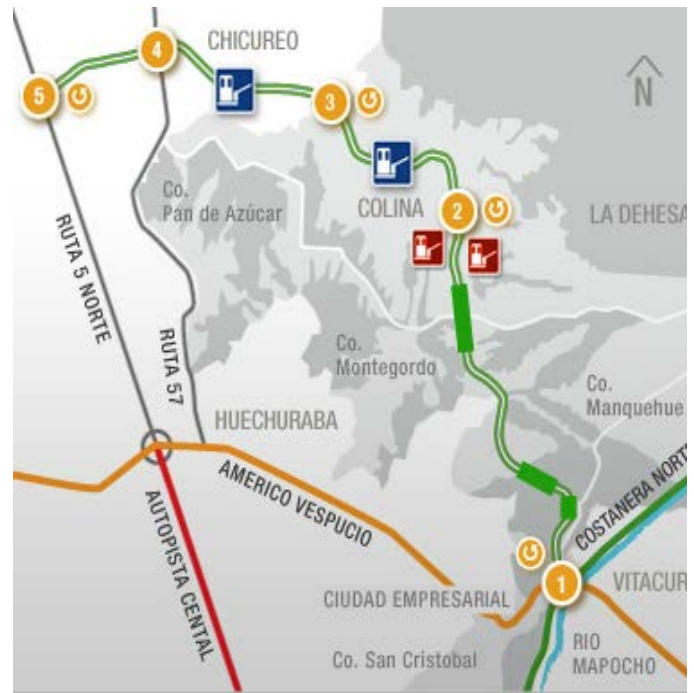 CHICUREO
4
5
3
N
Co.
Pan de Azúcar
COLINA
2
LA DEHESA
RUTA 5 NORTE
RUTA 57
Co.
Montegordo
Co.
Manquehue
HUECHURABA
AMERICO VESPUCIO
COSTANERA NORTE
AUTOPISTA CENTAL
1
CIUDAD EMPRESARIAL
VITACUR
Co. San Cristobal
RIO
MAPOCHO